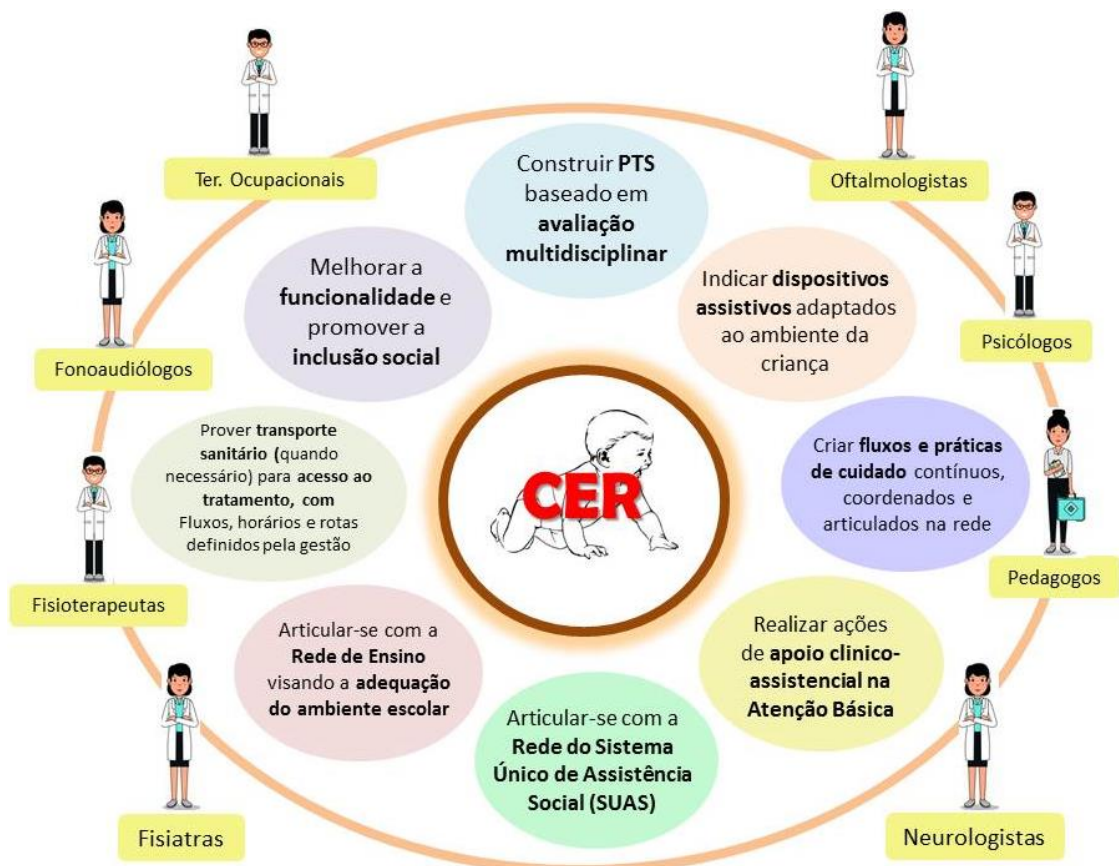 Ter. Ocupacionais
Oftalmologistas
Construir PTS
baseado em
avaliação
multidisciplinar
Melhorar a
funcionalidade e
promover a
inclusão social
Indicar dispositivos
assistivos adaptados
ao ambiente da
criança
Fonoaudiólogos
Psicólogos
Prover transporte
sanitário (quando
necessário) para acesso ao
tratamento, com
Fluxos, horários e rotas
definidos pela gestão
CER
Criar fluxos e práticas
de cuidado contínuos,
coordenados e
articulados na rede
Fisioterapeutas
Pedagogos
Articular-se com a
Rede de Ensino
visando a adequação
do ambiente escolar
Realizar ações
de apoio clinico-
assistencial na
Atenção Básica
Articular-se com a
Rede do Sistema
Único de Assistência
Social (SUAS)
Fisiatras
Neurologistas